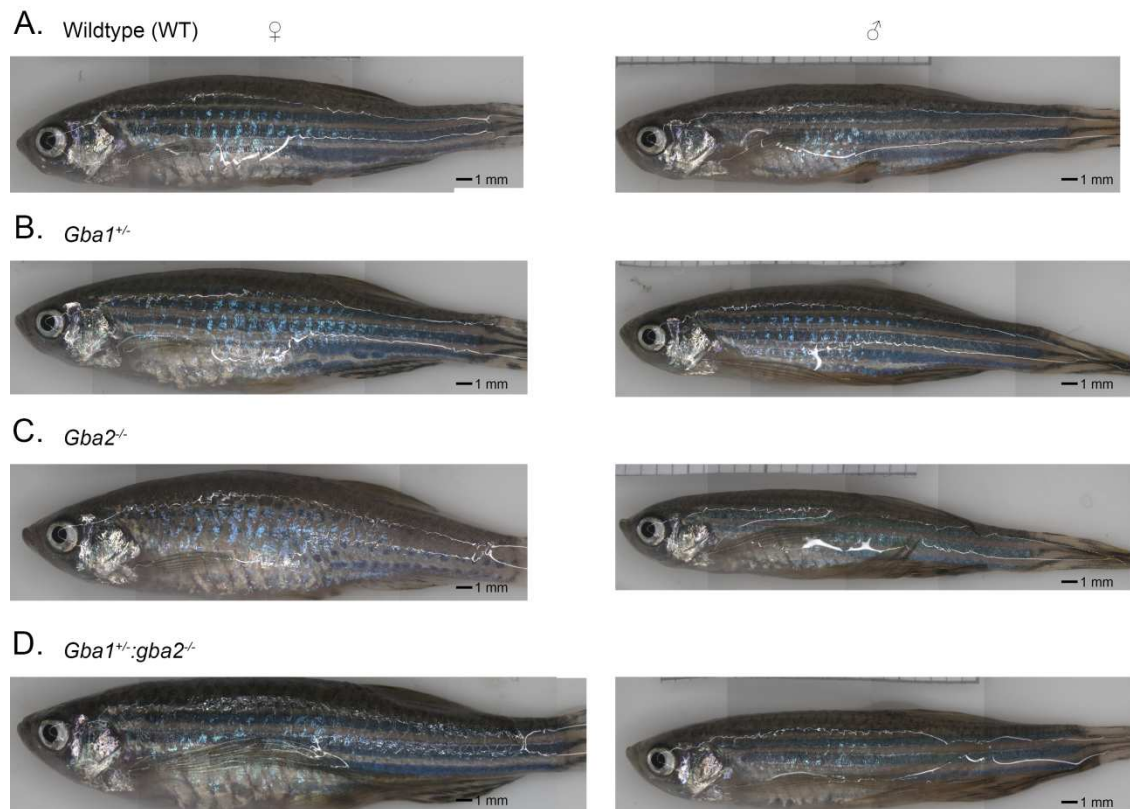 A. Wildtype (WT) ♀ ♂
1 mm 1 mm
B. Gba1+/-
1 mm 1 mm
C. Gba2-/-
1 mm 1 mm
D. Gba1+/-:gba2-/-
1 mm 1 mm